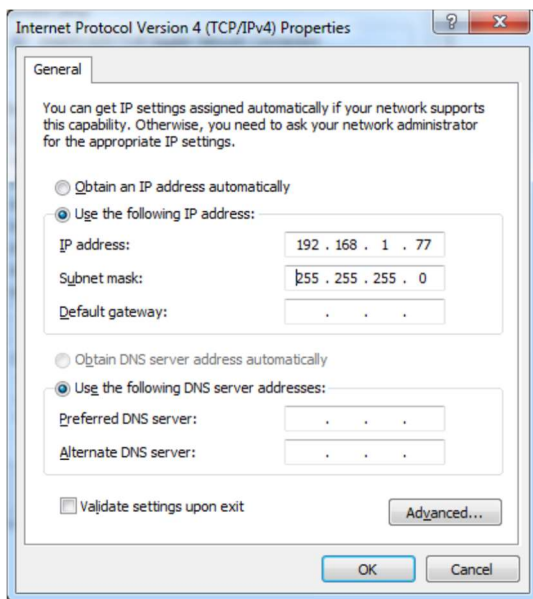 Internet Protocol Version 4 (TCP/IPv4) Properties
General
You can get IP settings assigned automatically if your network supports
this capability. Otherwise, you need to ask your network administrator
for the appropriate IP settings.
Obtain an IP address automatically
Use the following IP address:
IP address: 192 . 168 . 1 . 77
Subnet mask: 255 . 255 . 255 . 0
Default gateway: . . .
Obtain DNS server address automatically
Use the following DNS server addresses:
Preferred DNS server: . . .
Alternate DNS server: . . .
Validate settings upon exit
Advanced...
OK Cancel